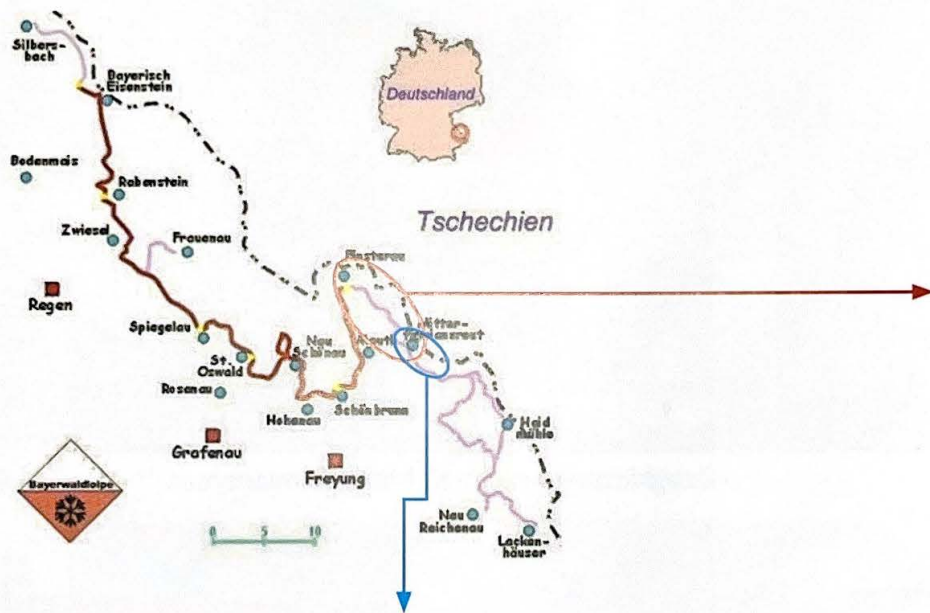 Silbers-
bach
Bayerisch
Eisenstein
Deutschland
Bodenmais
Rabenstein
Tschechien
Zwiesel
Frauenau
Regen
Spiegelau
St.
Oswald
Neu
Schönau
Rosenau
Hohenau
Schönbrunn
Grafenau
Freyung
Haid
mühle
Bayerwaldloipe
0 5 10
Neu
Reichenau
Lacken-
häuser